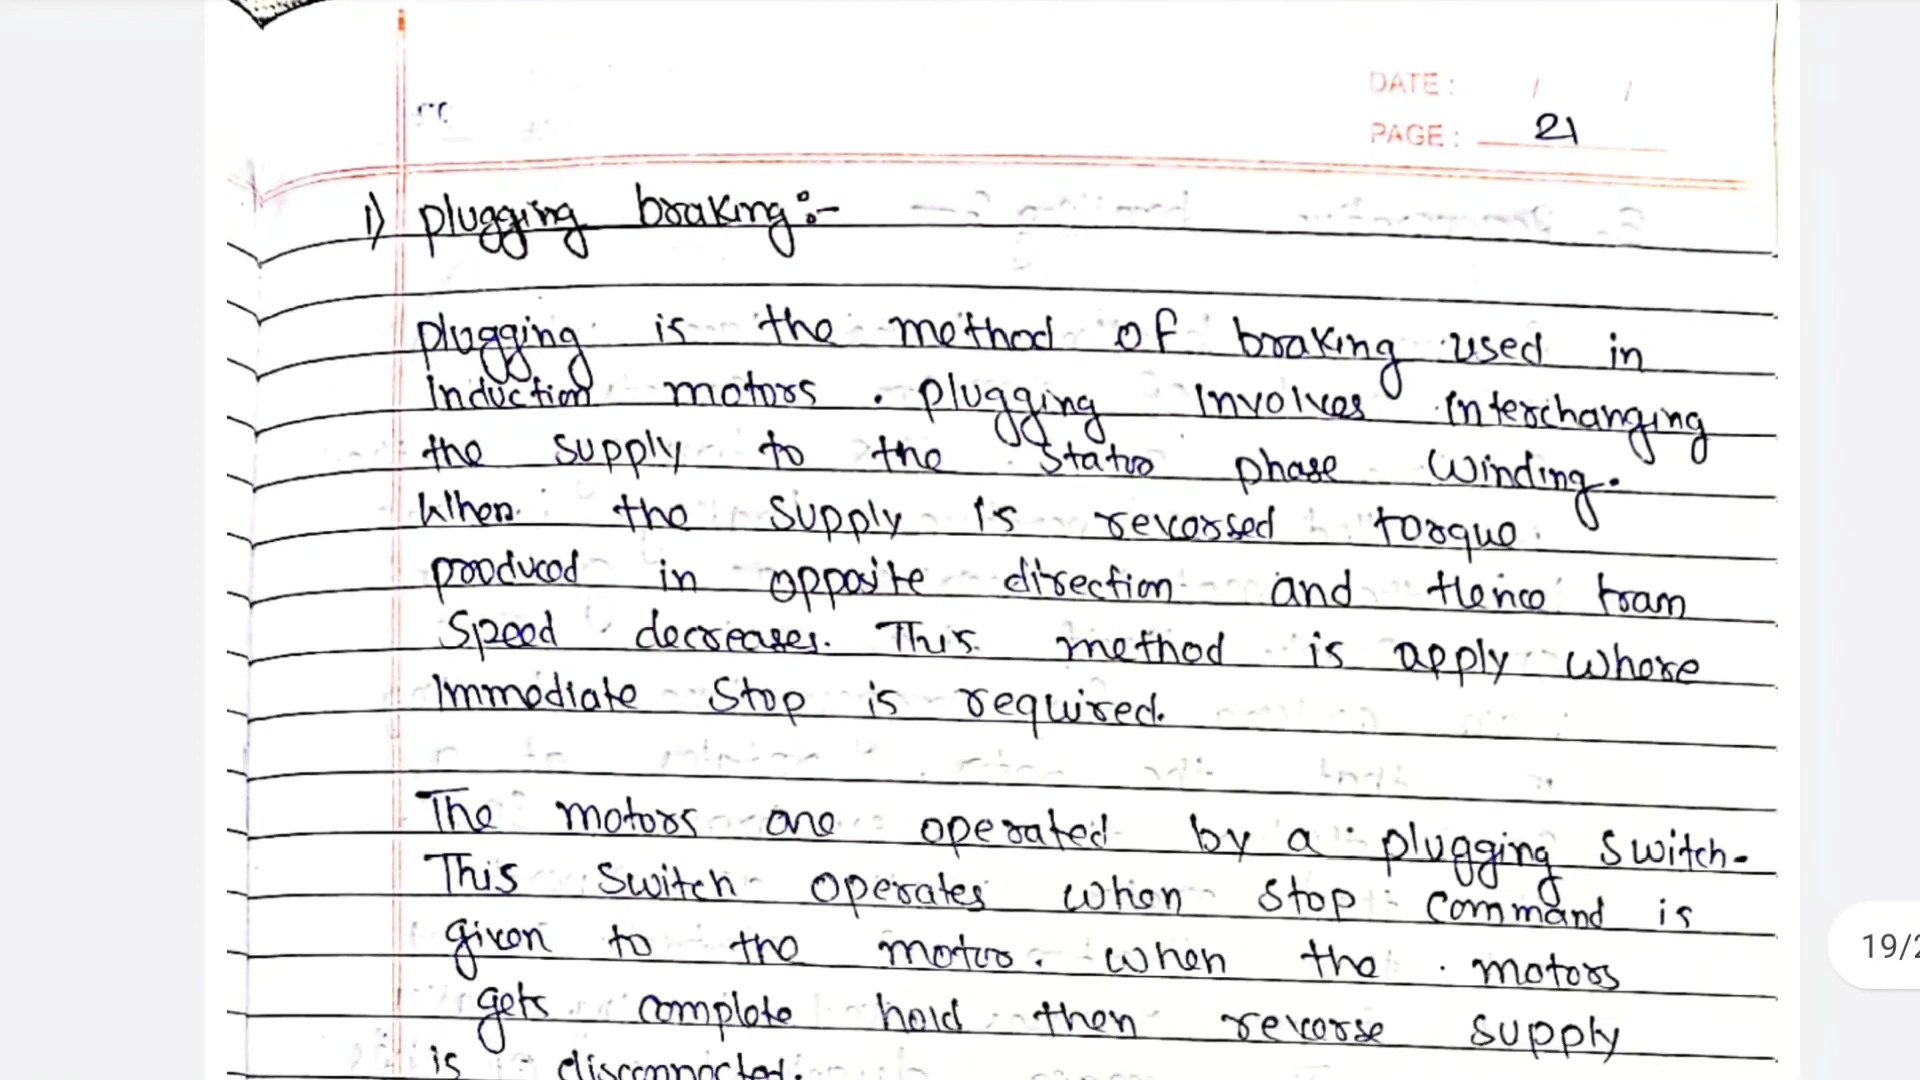 DATE: / /
PAGE: 21
1) plugging braking:-
plugging is the method of braking used in
Induction motors. plugging involves interchanging
the supply to the stator phase winding.
When the supply is reversed torque
produced in opposite direction and Hence tram
Speed decreases. This method is apply where
Immediate Stop is required.
The motors are operated by a plugging switch.
This Switch operates when stop command is
given to the motor. when the motors
gets complete hold then reverse supply
is disconnected.
19/2